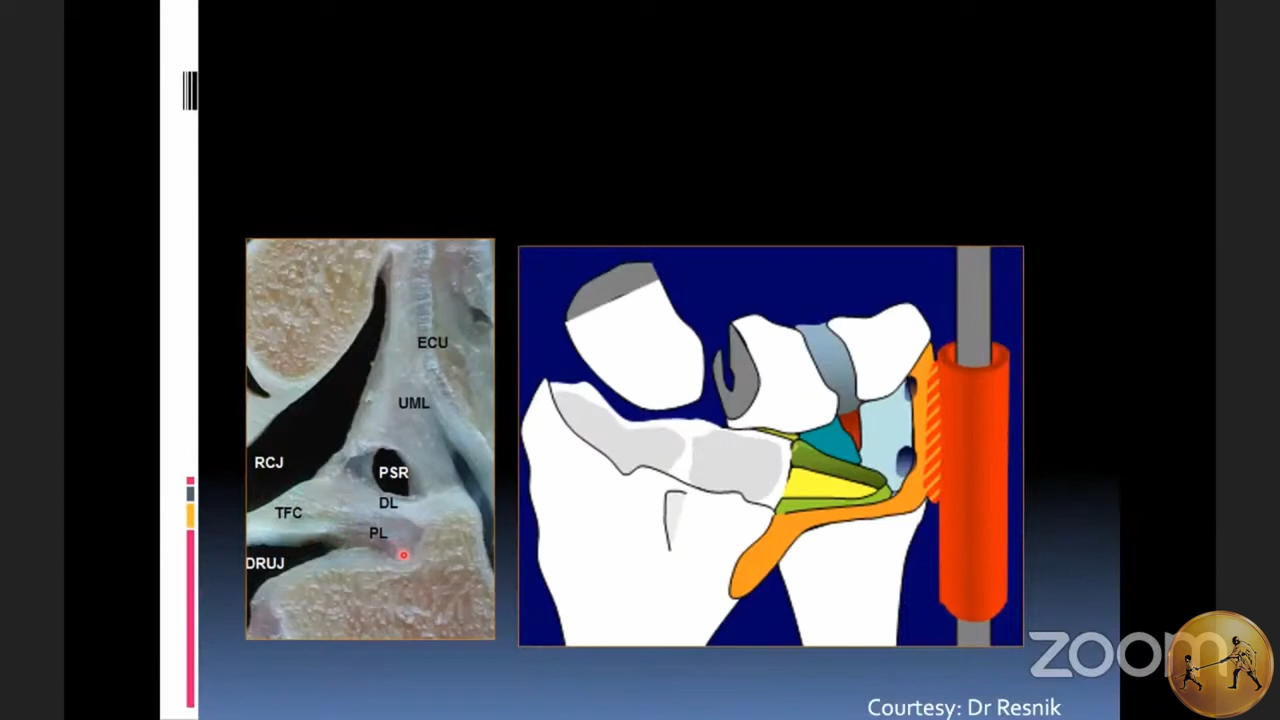 ECU
UML
RCJ
PSR
DL
TFC
PL
DRUJ
zoom
Courtesy: Dr Resnik